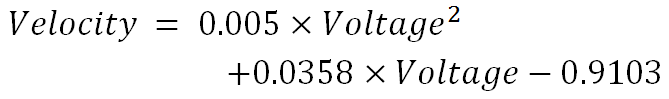 Velocity = 0.005 × Voltage²
+0.0358 × Voltage − 0.9103